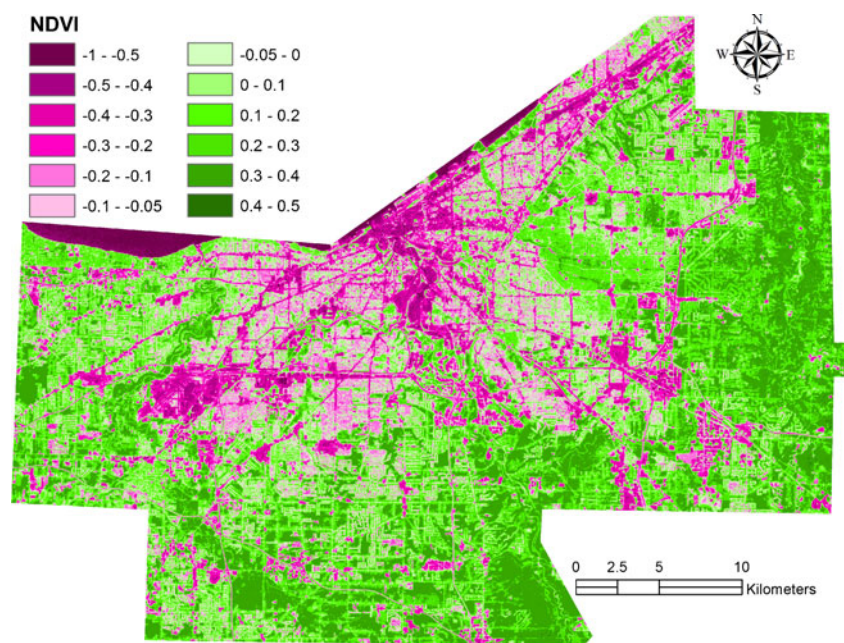 NDVI
-1 - -0.5
-0.5 - -0.4
-0.4 - -0.3
-0.3 - -0.2
-0.2 - -0.1
-0.1 - -0.05
-0.05 - 0
0 - 0.1
0.1 - 0.2
0.2 - 0.3
0.3 - 0.4
0.4 - 0.5
N
W E
S
0 2.5 5 10
Kilometers